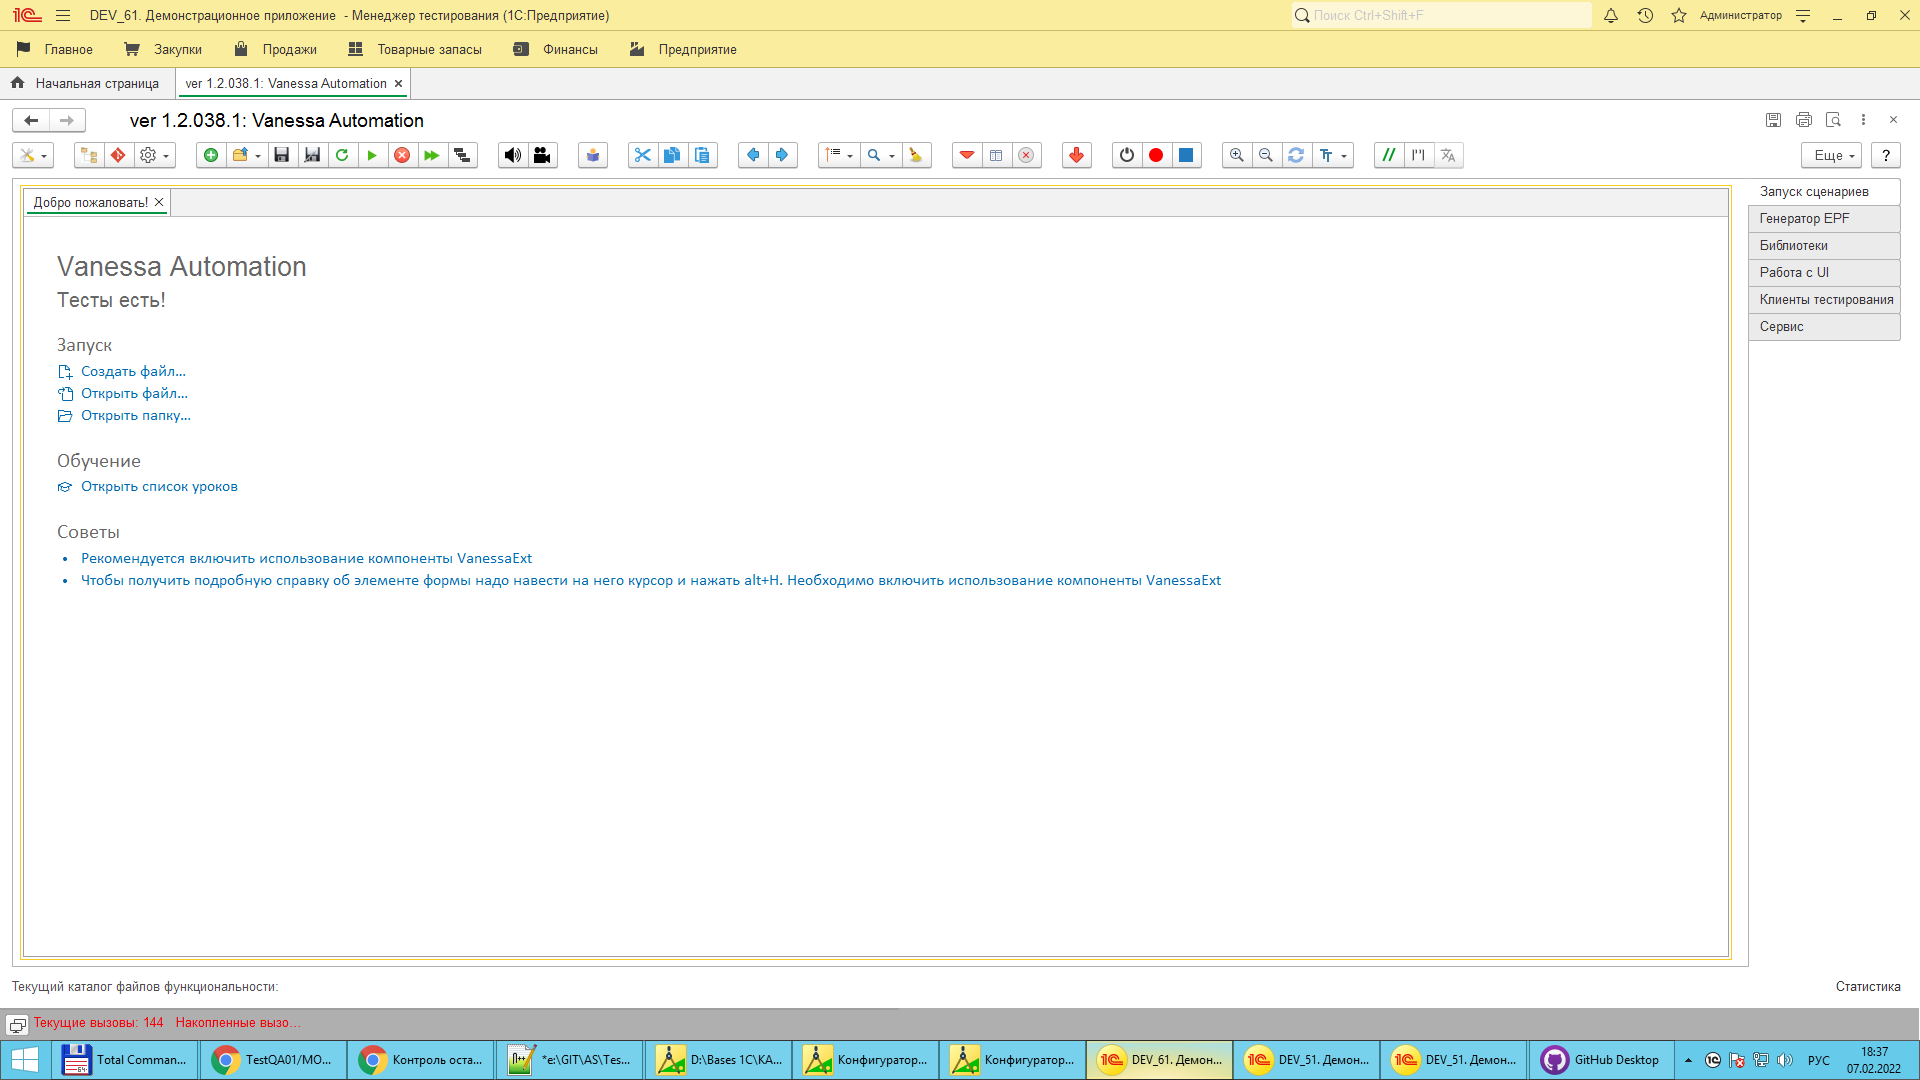 DEV_61. Демонстрационное приложение - Менеджер тестирования (1С:Предприятие)
Поиск Ctrl+Shift+F
Администратор
Главное
Закупки
Продажи
Товарные запасы
Финансы
Предприятие
Начальная страница
ver 1.2.038.1: Vanessa Automation
ver 1.2.038.1: Vanessa Automation
Еще
?
Добро пожаловать!
Запуск сценариев
Генератор EPF
Библиотеки
Работа с UI
Клиенты тестирования
Сервис
Vanessa Automation
Тесты есть!
Запуск
Создать файл...
Открыть файл...
Открыть папку...
Обучение
Открыть список уроков
Советы
• Рекомендуется включить использование компоненты VanessaExt
• Чтобы получить подробную справку об элементе формы надо навести на него курсор и нажать alt+H. Необходимо включить использование компоненты VanessaExt
Текущий каталог файлов функциональности:
Статистика
Текущие вызовы: 144 Накопленные вызо...
Total Comman...
TestQA01/MO...
Контроль оста...
*e:\GIT\AS\Tes...
D:\Bases 1C\KA...
Конфигуратор...
Конфигуратор...
DEV_61. Демон...
DEV_51. Демон...
DEV_51. Демон...
GitHub Desktop
РУС
18:37
07.02.2022